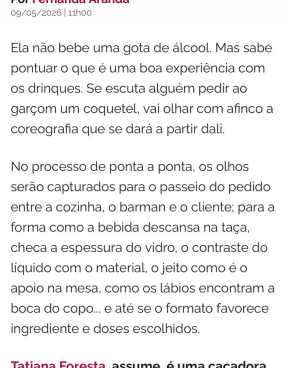 Por Fernanda Aranda
09/05/2026 | 11h00
Ela não bebe uma gota de álcool. Mas sabe
pontuar o que é uma boa experiência com
os drinques. Se escuta alguém pedir ao
garçom um coquetel, vai olhar com afinco a
coreografia que se dará a partir dali.
No processo de ponta a ponta, os olhos
serão capturados para o passeio do pedido
entre a cozinha, o barman e o cliente; para a
forma como a bebida descansa na taça,
checa a espessura do vidro, o contraste do
líquido com o material, o jeito como é o
apoio na mesa, como os lábios encontram a
boca do copo... e até se o formato favorece
ingrediente e doses escolhidos.
Tatiana Foresta, assume, é uma caçadora